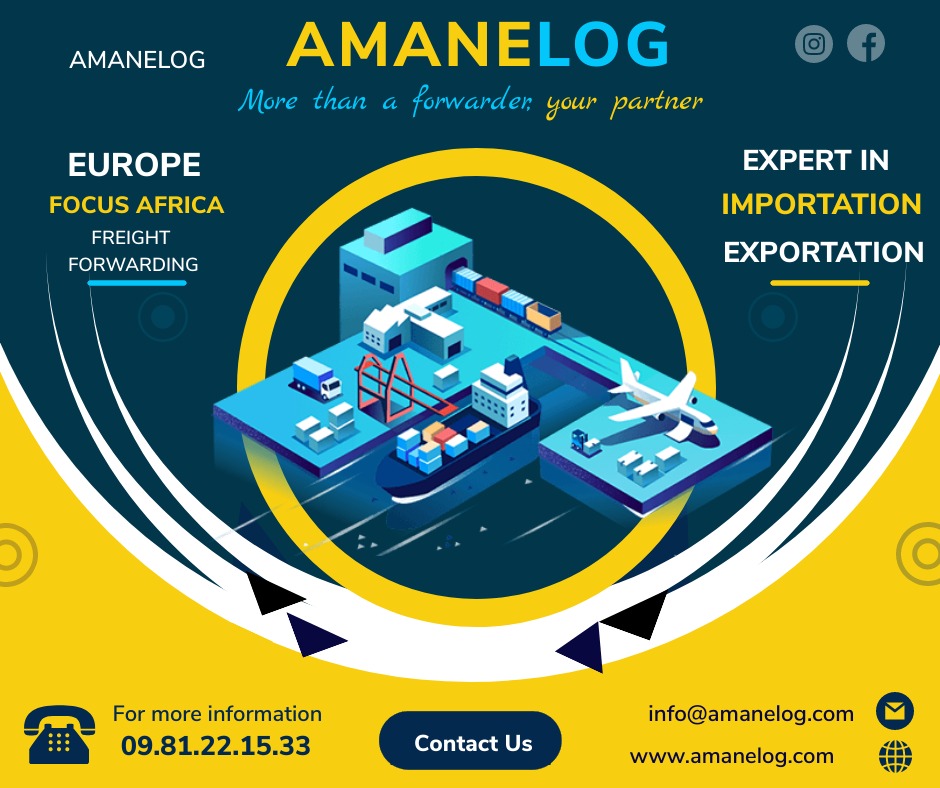 AMANELOG
AMANELOG
More than a forwarder, your partner
EUROPE
FOCUS AFRICA
FREIGHT
FORWARDING
EXPERT IN
IMPORTATION
EXPORTATION
For more information
09.81.22.15.33
Contact Us
info@amanelog.com
www.amanelog.com